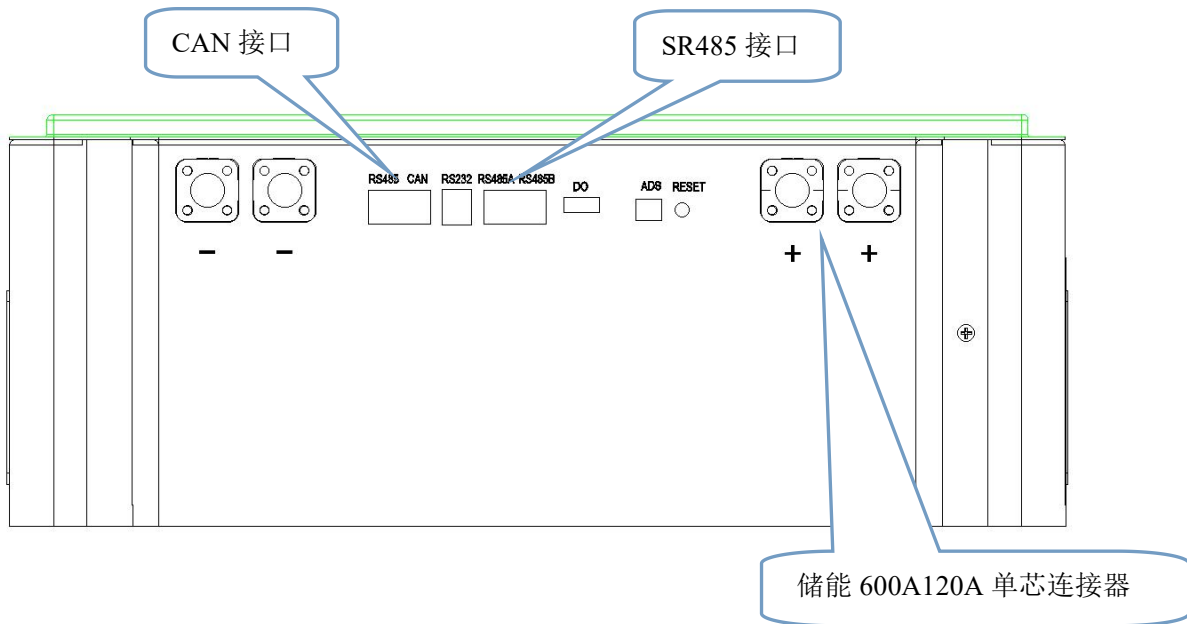 CAN 接口
SR485 接口
RS485 CAN RS232 RS485A RS485B DO ADS RESET
− − + +
储能 600A120A 单芯连接器